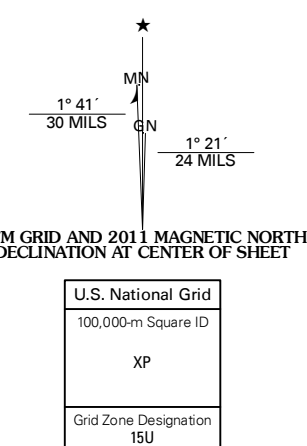 MN
1° 41´
30 MILS
GN
1° 21´
24 MILS
M GRID AND 2011 MAGNETIC NORTH
DECLINATION AT CENTER OF SHEET
U.S. National Grid
100,000-m Square ID
XP
Grid Zone Designation
15U